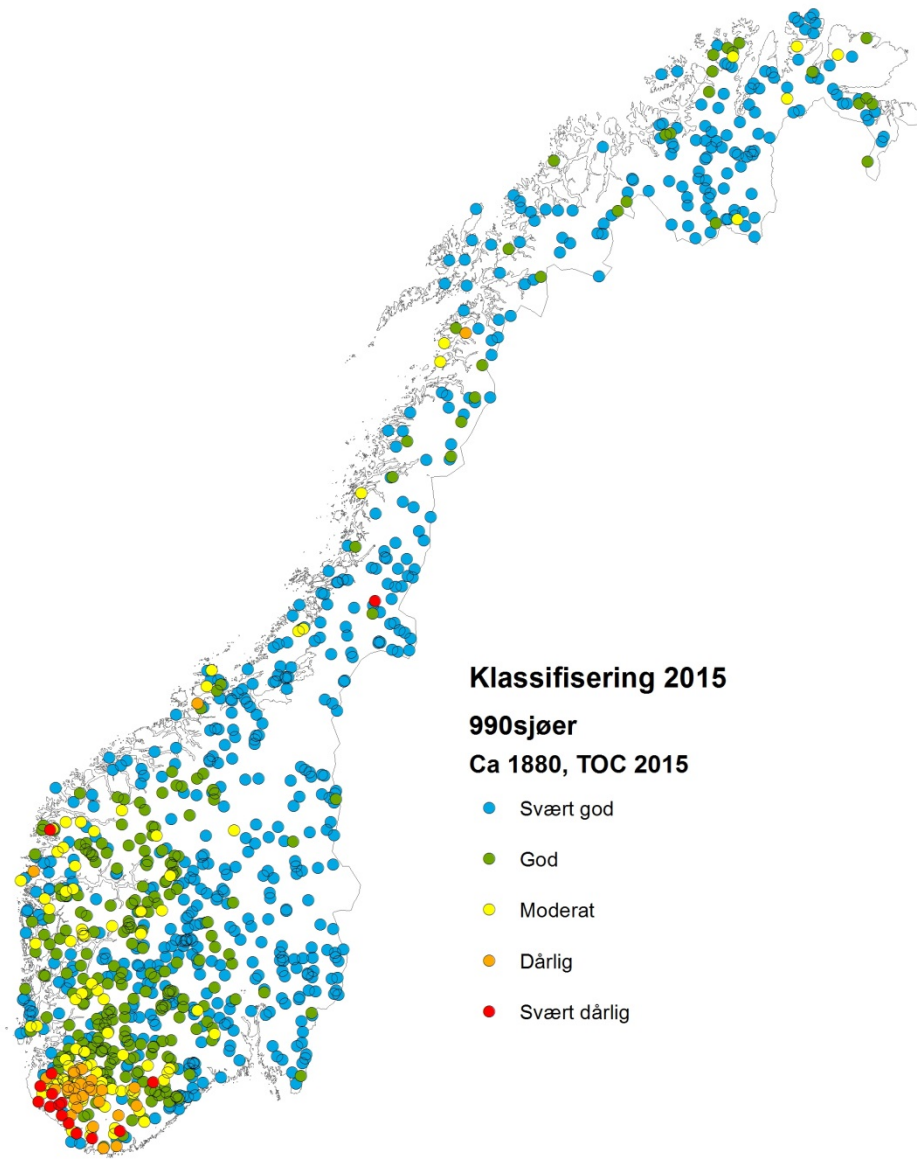 Klassifisering 2015
990sjøer
Ca 1880, TOC 2015
Svært god
God
Moderat
Dårlig
Svært dårlig